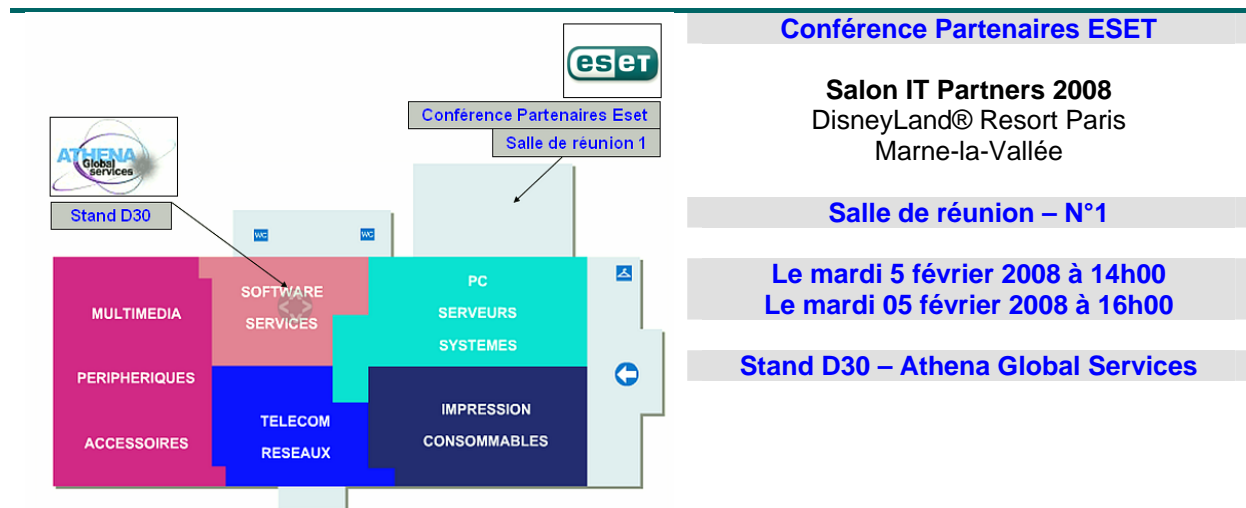 eset
Conférence Partenaires Eset
Salle de réunion 1
ATHENA
Global
services
Stand D30
WC
WC
MULTIMEDIA
PERIPHERIQUES
ACCESSOIRES
SOFTWARE
SERVICES
PC
SERVEURS
SYSTEMES
TELECOM
RESEAUX
IMPRESSION
CONSOMMABLES
Conférence Partenaires ESET
Salon IT Partners 2008
DisneyLand® Resort Paris
Marne-la-Vallée
Salle de réunion – N°1
Le mardi 5 février 2008 à 14h00
Le mardi 05 février 2008 à 16h00
Stand D30 – Athena Global Services